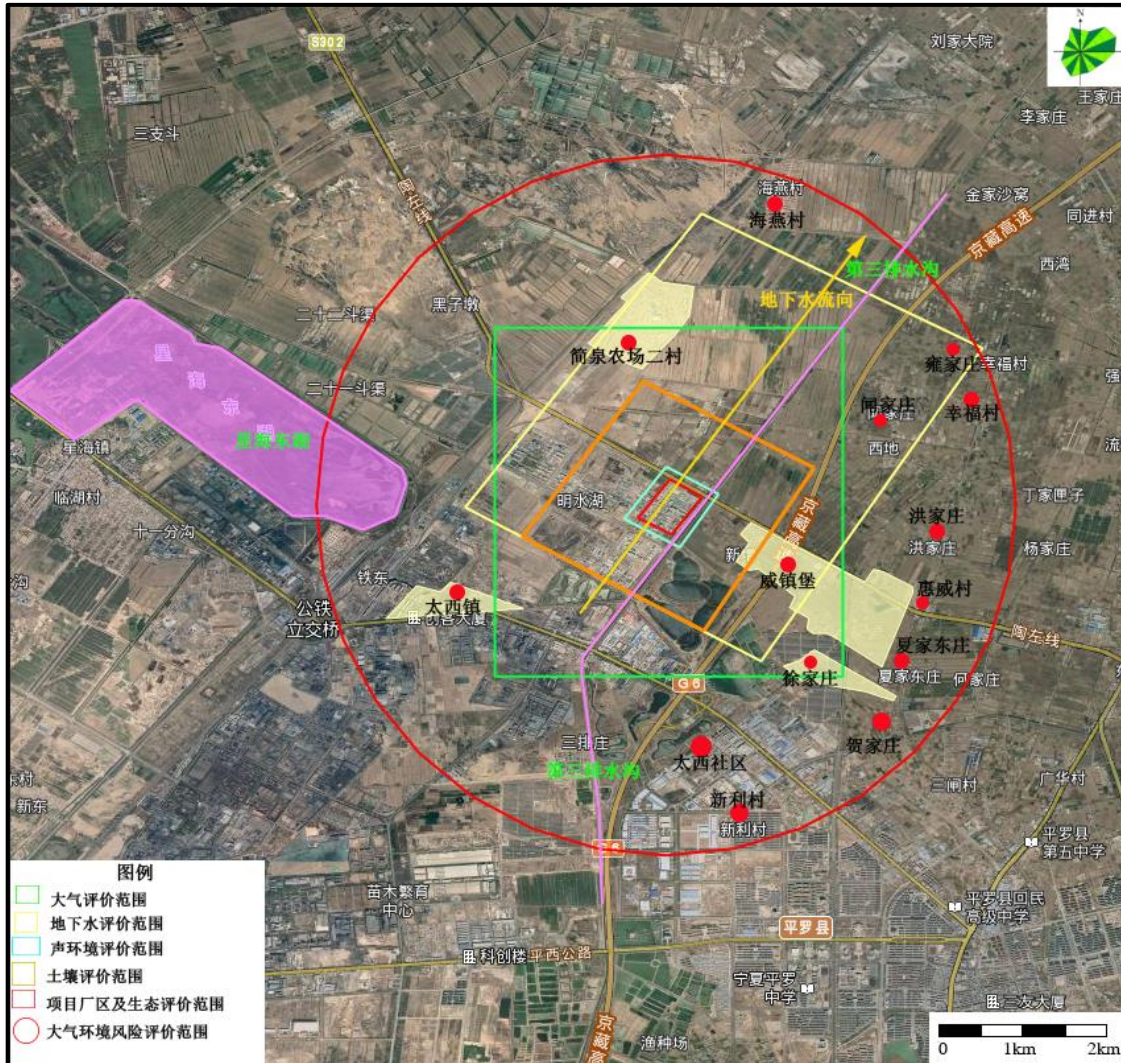 S302
刘家大院
N
王家庄
李家庄
三支斗
陶左线
海燕村
海燕村
金家沙窝
同进村
京藏高速
西湾
第三排水沟
地下水流向
黑子墩
二十二斗渠
简泉农场二村
雍家庄
幸福村
二十一斗渠
星海东湖
闻家庄
幸福村
西地
星海东湖
星海镇
临湖村
明水湖
丁家匣子
十一分沟
京藏高
洪家庄
洪家庄
杨家庄
威镇堡
铁东
太西镇
惠威村
公铁
立交桥
陶左线
夏家东庄
夏家东庄
何家庄
徐家庄
G6
贺家庄
三排庄
太西社区
第三排水沟
新东
三闸村
广华村
新利村
新利村
平罗县
第五中学
图例
大气评价范围
地下水评价范围
声环境评价范围
土壤评价范围
项目厂区及生态评价范围
大气环境风险评价范围
苗木繁育
中心
平罗县回民
高级中学
平罗县
科创楼
平西公路
宁夏平罗
中学
三友大厦
京藏高
渔种场
0 1km 2km